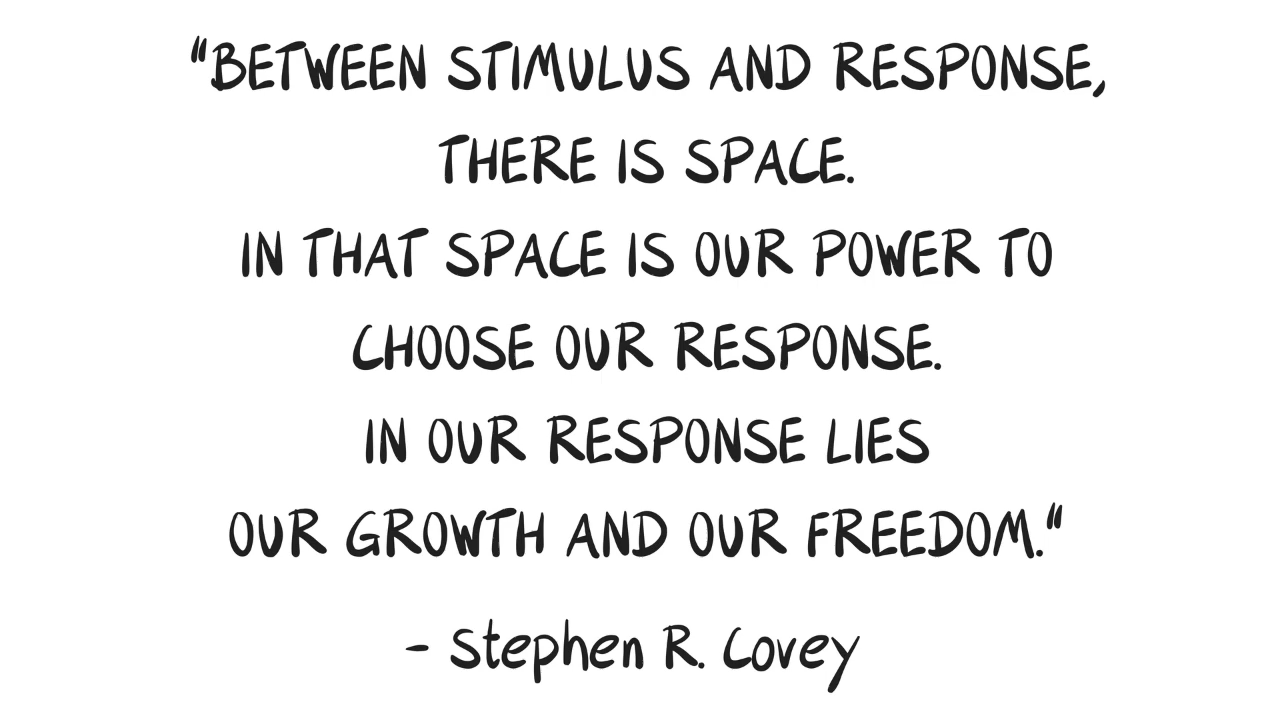 "BETWEEN STIMULUS AND RESPONSE,
THERE IS SPACE.
IN THAT SPACE IS OUR POWER TO
CHOOSE OUR RESPONSE.
IN OUR RESPONSE LIES
OUR GROWTH AND OUR FREEDOM."
- Stephen R. Covey